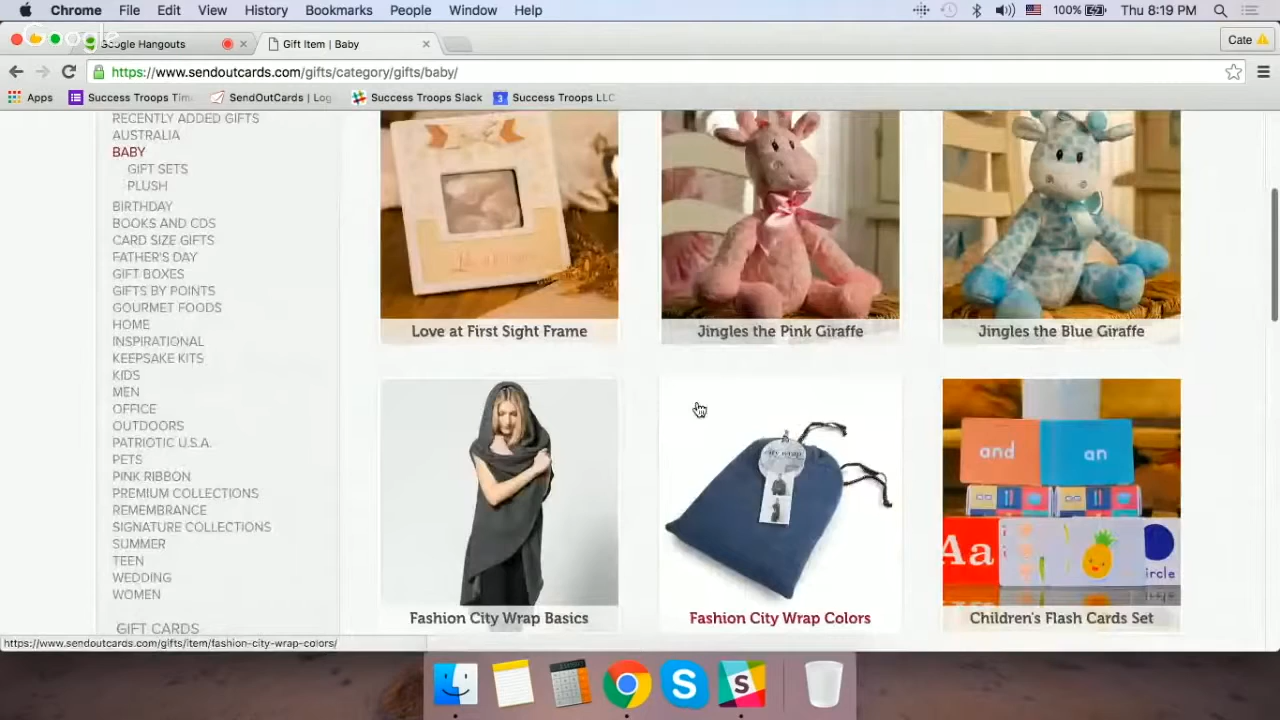 Chrome File Edit View History Bookmarks People Window Help 100% Thu 8:19 PM
Google
Google Hangouts Gift Item | Baby Cate
https://www.sendoutcards.com/gifts/category/gifts/baby/
Apps Success Troops Tim SendOutCards | Log Success Troops Slack 3 Success Troops LLC
RECENTLY ADDED GIFTS
AUSTRALIA
BABY
GIFT SETS
PLUSH
BIRTHDAY
BOOKS AND CDS
CARD SIZE GIFTS
FATHER'S DAY
GIFT BOXES
GIFTS BY POINTS
GOURMET FOODS
HOME
INSPIRATIONAL
KEEPSAKE KITS
KIDS
MEN
OFFICE
OUTDOORS
PATRIOTIC U.S.A.
PETS
PINK RIBBON
PREMIUM COLLECTIONS
REMEMBRANCE
SIGNATURE COLLECTIONS
SUMMER
TEEN
WEDDING
WOMEN
GIFT CARDS
Love at First Sight Frame Jingles the Pink Giraffe Jingles the Blue Giraffe
city wrap
and an
Aa
ircle
Fashion City Wrap Basics Fashion City Wrap Colors Children's Flash Cards Set
https://www.sendoutcards.com/gifts/item/fashion-city-wrap-colors/
S S